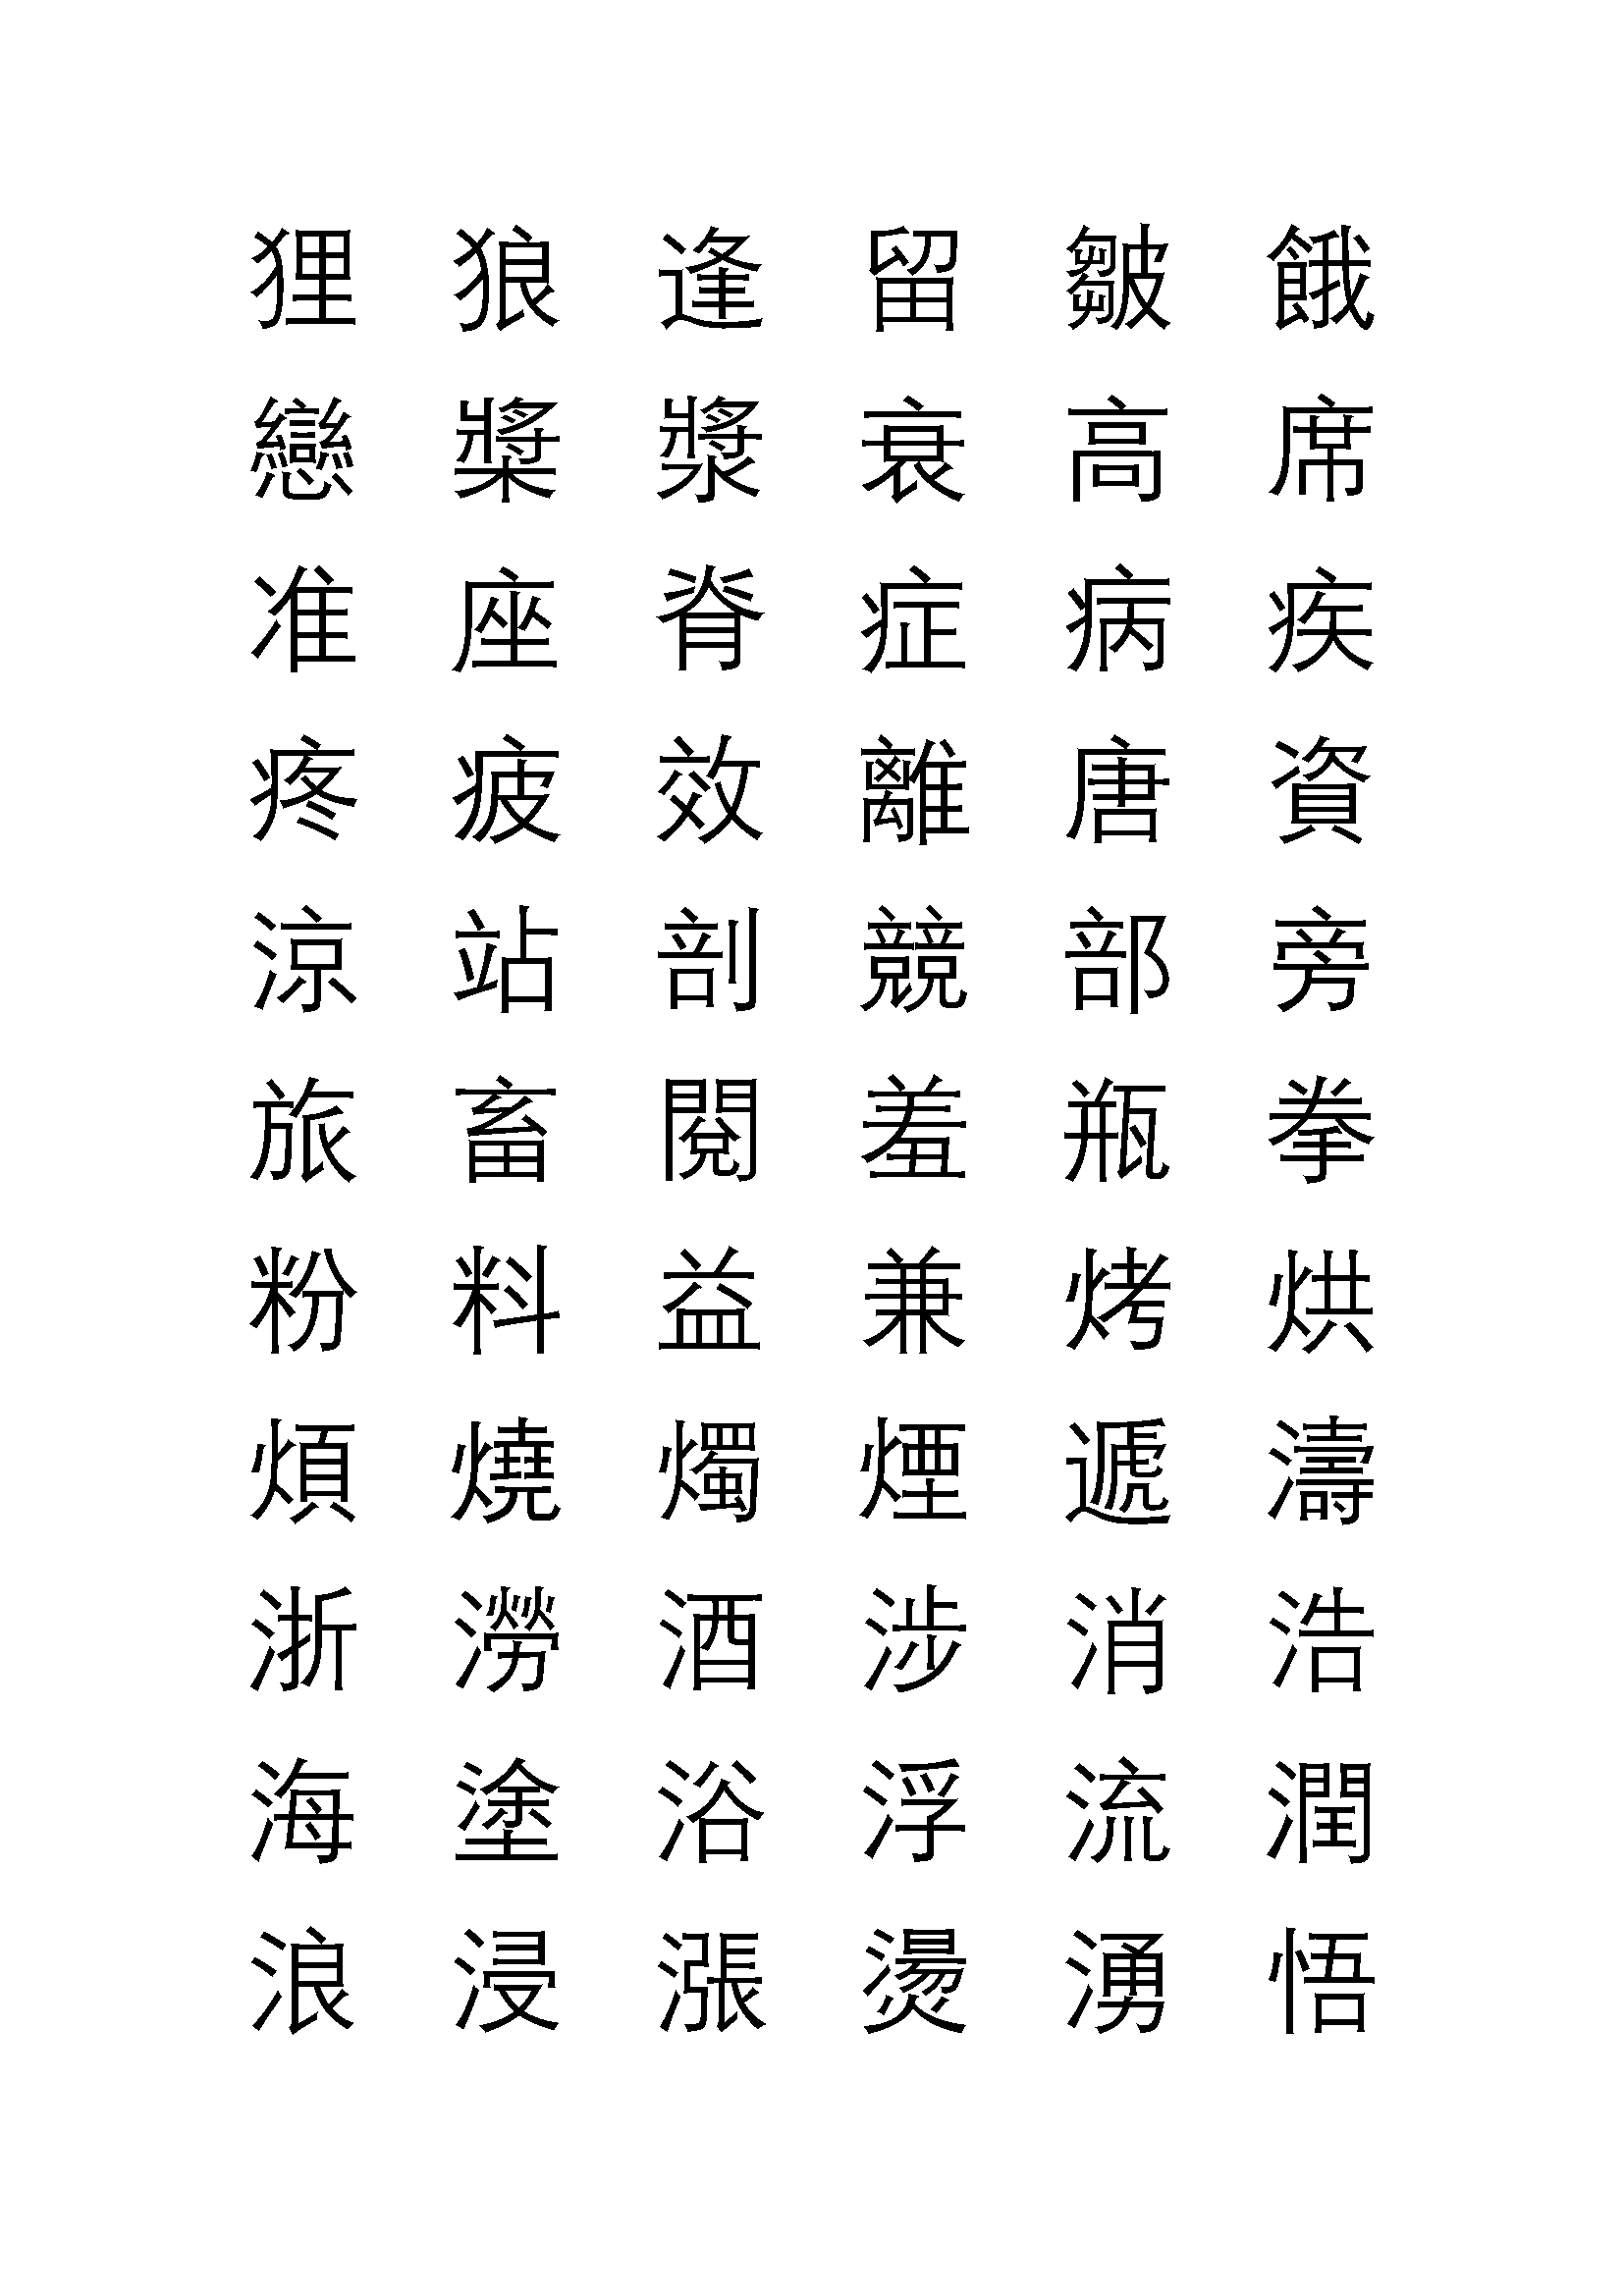 狸 狼 逢 留 皺 餓
戀 槳 漿 衰 高 席
准 座 脊 症 病 疾
疼 疲 效 離 唐 資
涼 站 剖 競 部 旁
旅 畜 閱 羞 瓶 拳
粉 料 益 兼 烤 烘
煩 燒 燭 煙 遞 濤
浙 澇 酒 涉 消 浩
海 塗 浴 浮 流 潤
浪 浸 漲 燙 湧 悟